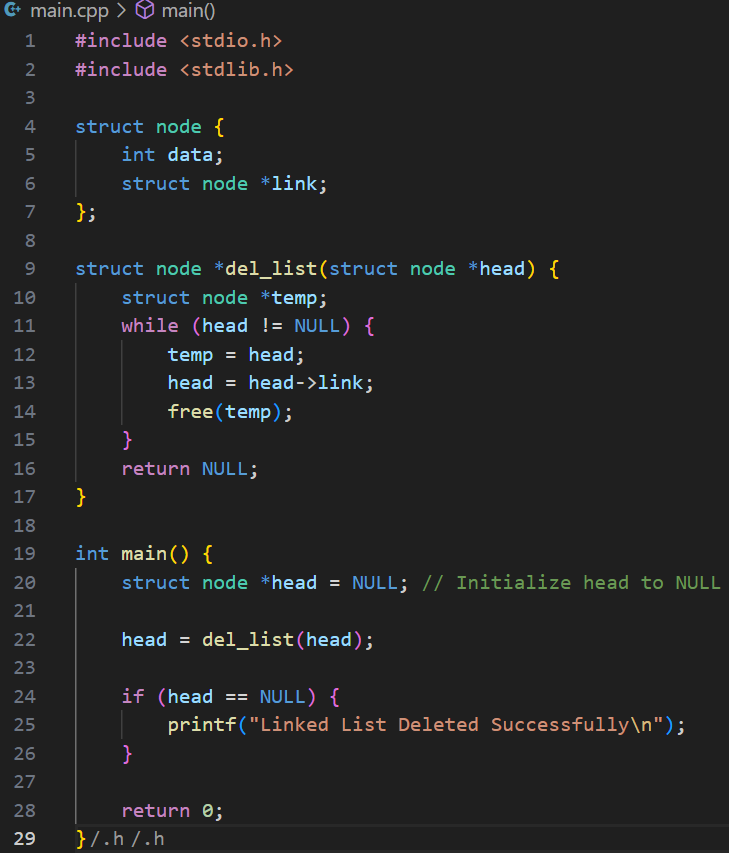 main.cpp > main()
1 #include <stdio.h>
2 #include <stdlib.h>
3
4 struct node {
5     int data;
6     struct node *link;
7 };
8
9 struct node *del_list(struct node *head) {
10     struct node *temp;
11     while (head != NULL) {
12         temp = head;
13         head = head->link;
14         free(temp);
15     }
16     return NULL;
17 }
18
19 int main() {
20     struct node *head = NULL; // Initialize head to NULL
21
22     head = del_list(head);
23
24     if (head == NULL) {
25         printf("Linked List Deleted Successfully\n");
26     }
27
28     return 0;
29 }/.h /.h